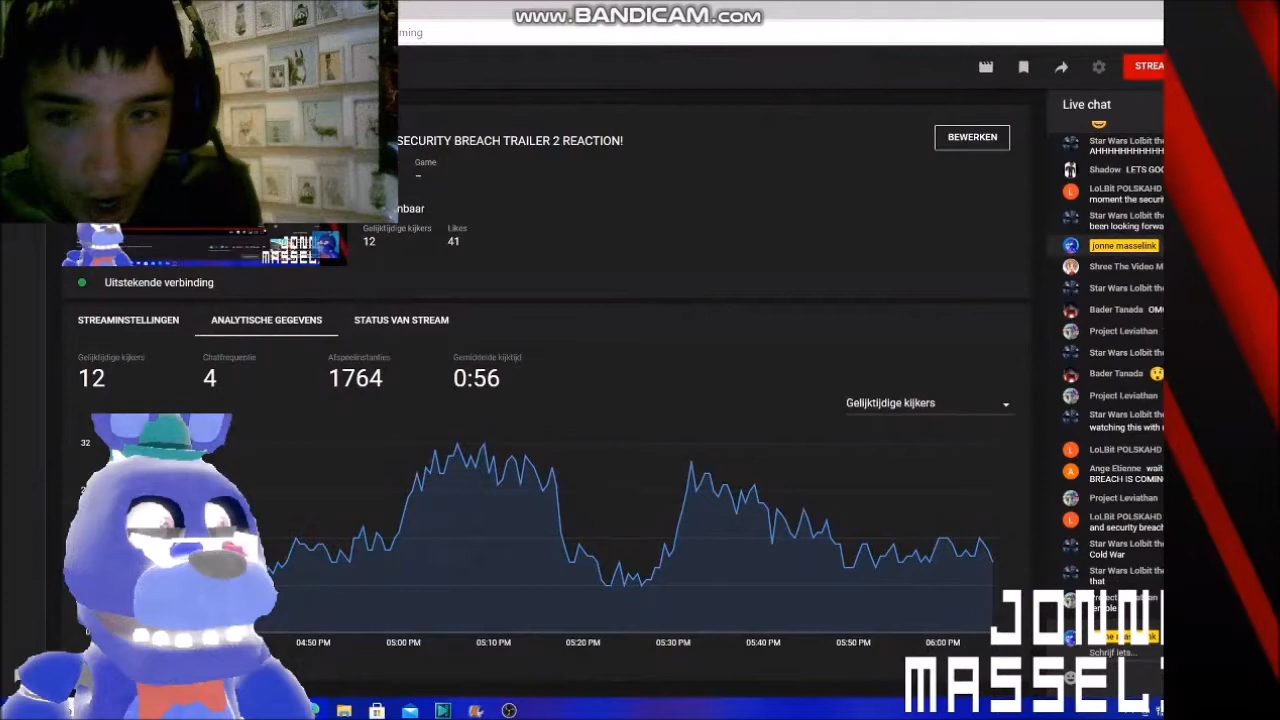 www.BANDICAM.com
ming
STREA
Live chat
SECURITY BREACH TRAILER 2 REACTION!
BEWERKEN
Game
–
nbaar
Gelijktijdige kijkers
Likes
12
41
Uitstekende verbinding
STREAMINSTELLINGEN
ANALYTISCHE GEGEVENS
STATUS VAN STREAM
Gelijktijdige kijkers
Chatfrequentie
Afspeelinstanties
Gemiddelde kijktijd
12
4
1764
0:56
Gelijktijdige kijkers
32
04:50 PM
05:00 PM
05:10 PM
05:20 PM
05:30 PM
05:40 PM
05:50 PM
06:00 PM
Star Wars Lolbit the
AHHHHHHHHHH
Shadow LETS GOO
LoLBit POLSKAHD
moment the securi
Star Wars Lolbit the
been looking forwa
jonne masselink
Shree The Video M
Star Wars Lolbit the
Bader Tanada OM
Project Leviathan
Star Wars Lolbit the
Bader Tanada
Project Leviathan
Star Wars Lolbit the
watching this with
LoLBit POLSKAHD
Ange Etienne wait
BREACH IS COMIN
Project Leviathan
LoLBit POLSKAHD
and security breach
Star Wars Lolbit the
Cold War
Star Wars Lolbit the
that
Schrijf iets...
JONN
MASSEL